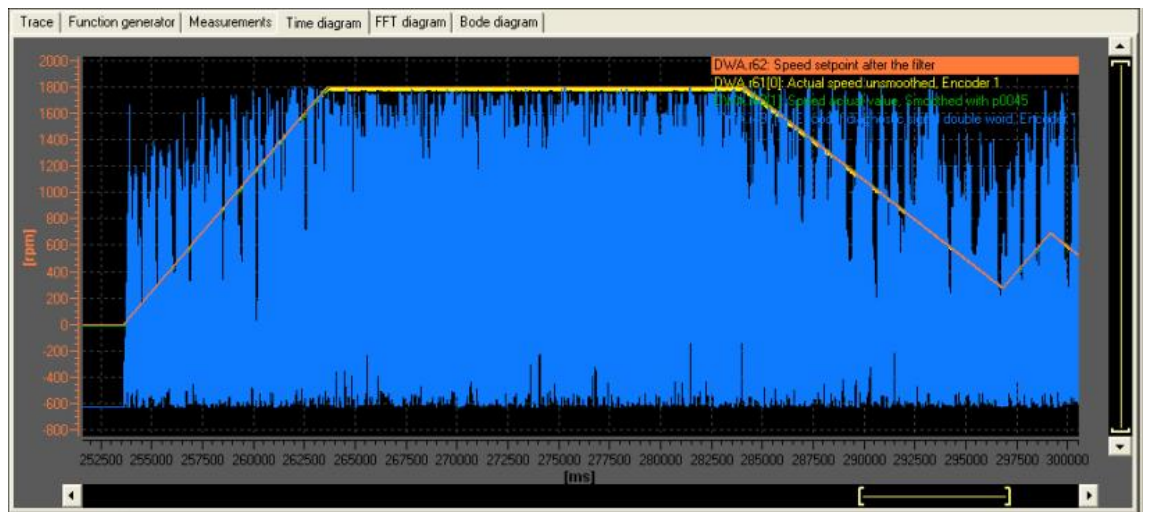 Trace Function generator Measurements Time diagram FFT diagram Bode diagram
2000
DWA.r62: Speed setpoint after the filter
1800
DWA.r61[0]: Actual speed unsmoothed, Encoder 1
Speed actual value, Smoothed with p0045
1600
double word, Encoder 1
1400
1200
1000
800
[rpm]
600
400
200
0
-200
-400
-600
-800
252500 255000 257500 260000 262500 265000 267500 270000 272500 275000 277500 280000 282500 285000 287500 290000 292500 295000 297500 300000
[ms]